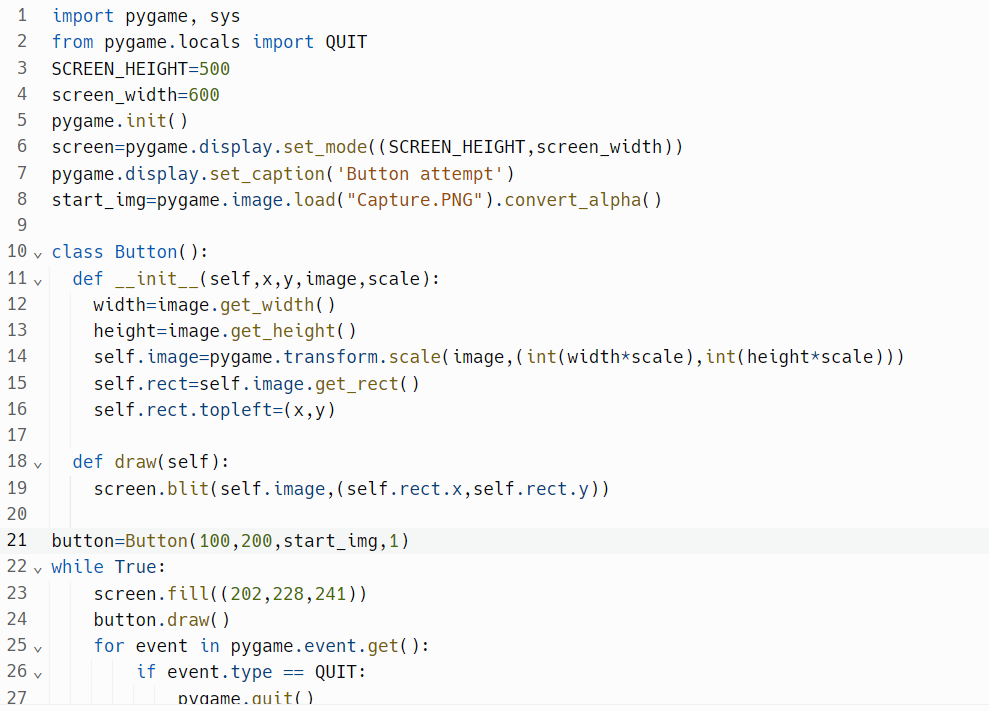 1 import pygame, sys
2 from pygame.locals import QUIT
3 SCREEN_HEIGHT=500
4 screen_width=600
5 pygame.init()
6 screen=pygame.display.set_mode((SCREEN_HEIGHT,screen_width))
7 pygame.display.set_caption('Button attempt')
8 start_img=pygame.image.load("Capture.PNG").convert_alpha()
9
10 class Button():
11   def __init__(self,x,y,image,scale):
12     width=image.get_width()
13     height=image.get_height()
14     self.image=pygame.transform.scale(image,(int(width*scale),int(height*scale)))
15     self.rect=self.image.get_rect()
16     self.rect.topleft=(x,y)
17
18   def draw(self):
19     screen.blit(self.image,(self.rect.x,self.rect.y))
20
21 button=Button(100,200,start_img,1)
22 while True:
23     screen.fill((202,228,241))
24     button.draw()
25     for event in pygame.event.get():
26         if event.type == QUIT:
27             pygame.quit()